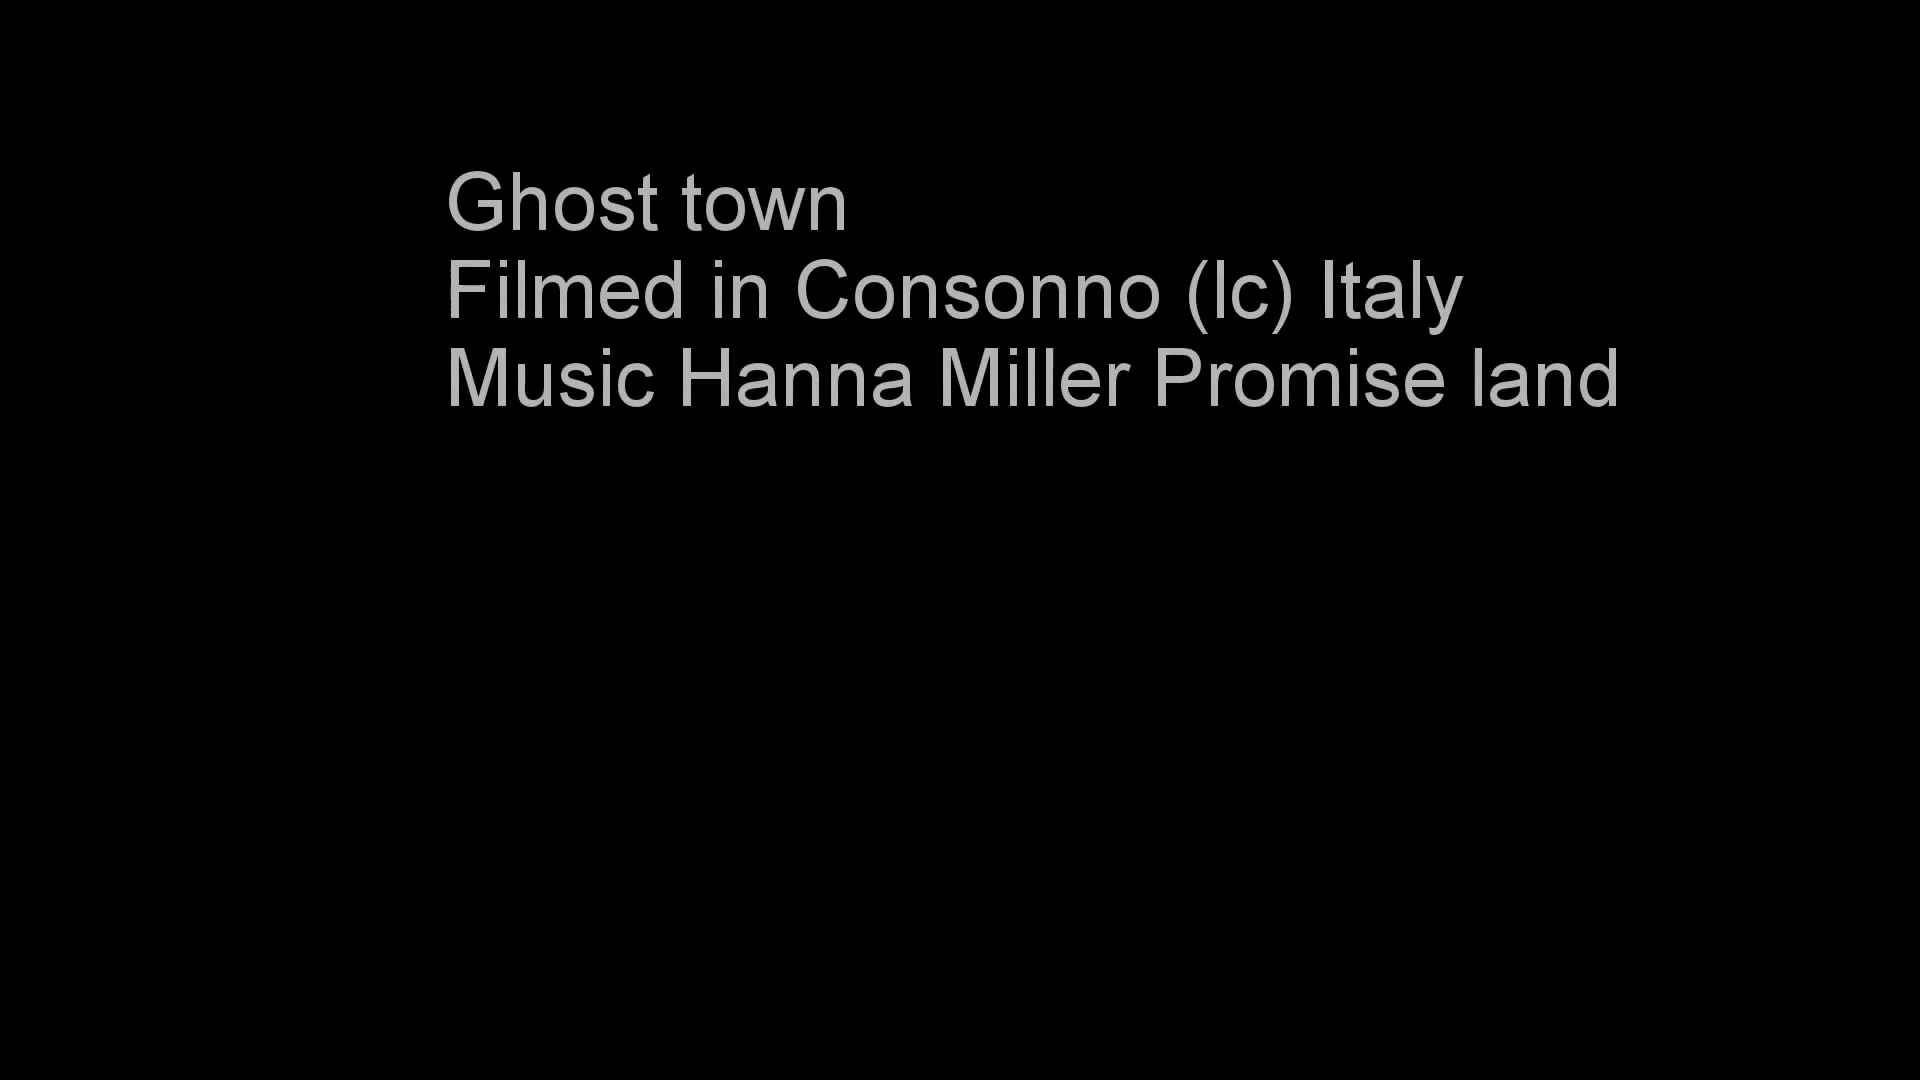 Ghost town
Filmed in Consonno (lc) Italy
Music Hanna Miller Promise land